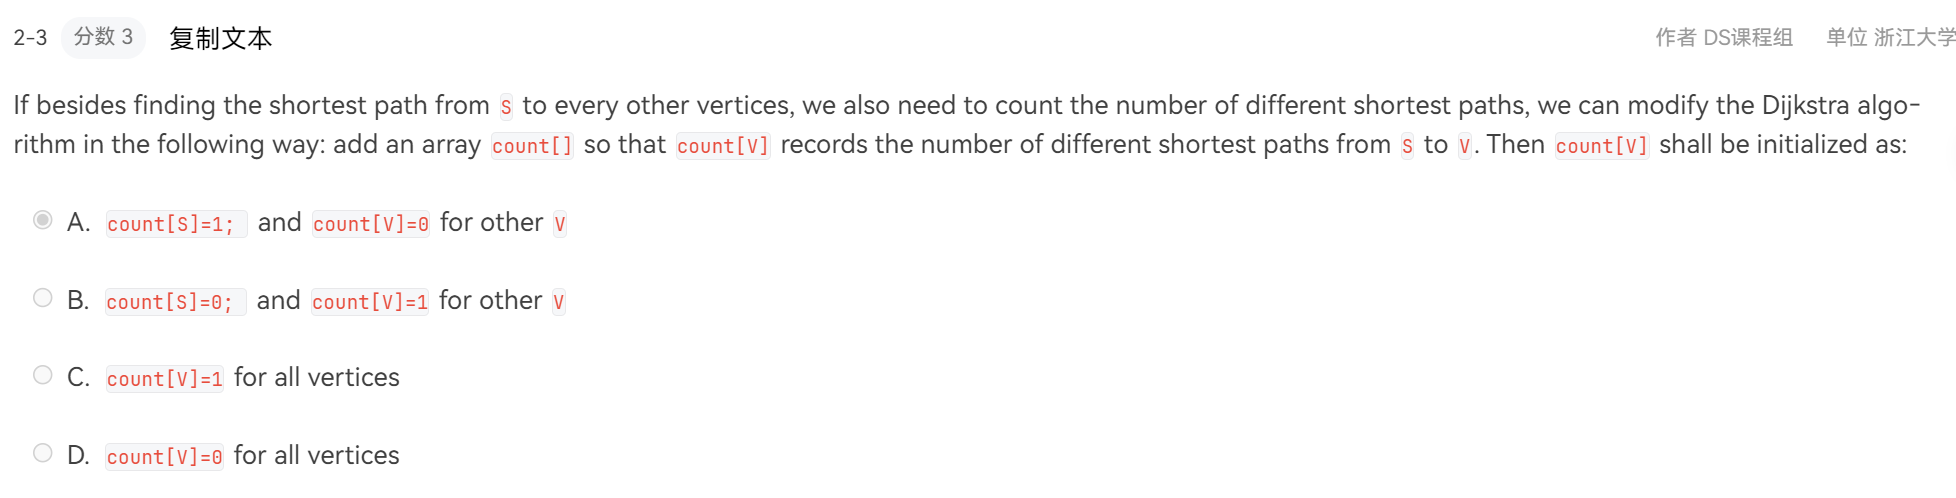 2-3 分数 3 复制文本 作者 DS课程组 单位 浙江大学
If besides finding the shortest path from S to every other vertices, we also need to count the number of different shortest paths, we can modify the Dijkstra algo-
rithm in the following way: add an array count[] so that count[V] records the number of different shortest paths from S to V. Then count[V] shall be initialized as:
A. count[S]=1; and count[V]=0 for other V
B. count[S]=0; and count[V]=1 for other V
C. count[V]=1 for all vertices
D. count[V]=0 for all vertices